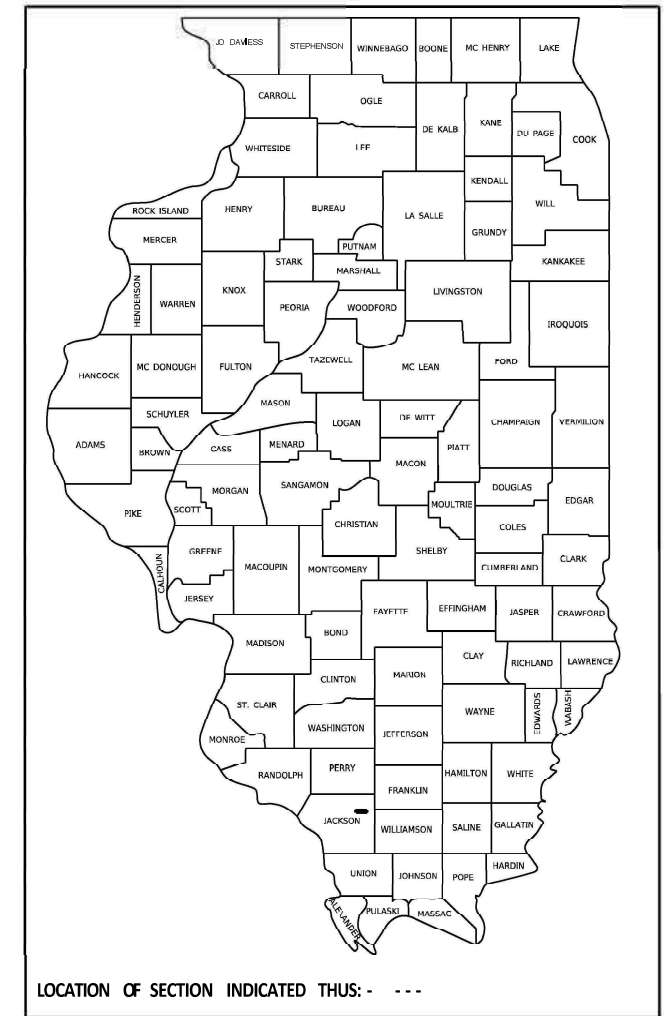 JO DAVIESS STEPHENSON WINNEBAGO BOONE MC HENRY LAKE
CARROLL OGLE DE KALB KANE DU PAGE COOK
WHITESIDE LEE
KENDALL
ROCK ISLAND HENRY BUREAU LA SALLE GRUNDY WILL
MERCER PUTNAM
STARK MARSHALL KANKAKEE
HENDERSON WARREN KNOX PEORIA WOODFORD LIVINGSTON IROQUOIS
HANCOCK MC DONOUGH FULTON TAZEWELL MC LEAN FORD
MASON
SCHUYLER LOGAN DE WITT CHAMPAIGN VERMILION
ADAMS BROWN CASS MENARD PIATT
MACON
PIKE SCOTT MORGAN SANGAMON MOULTRIE DOUGLAS EDGAR
CHRISTIAN COLES
CALHOUN GREENE MACOUPIN MONTGOMERY SHELBY CUMBERLAND CLARK
JERSEY
FAYETTE EFFINGHAM JASPER CRAWFORD
MADISON BOND
CLAY RICHLAND LAWRENCE
CLINTON MARION
ST. CLAIR WAYNE EDWARDS WABASH
MONROE WASHINGTON JEFFERSON
RANDOLPH PERRY HAMILTON WHITE
FRANKLIN
JACKSON WILLIAMSON SALINE GALLATIN
UNION JOHNSON POPE HARDIN
ALEXANDER PULASKI MASSAC
LOCATION OF SECTION INDICATED THUS: - - - -